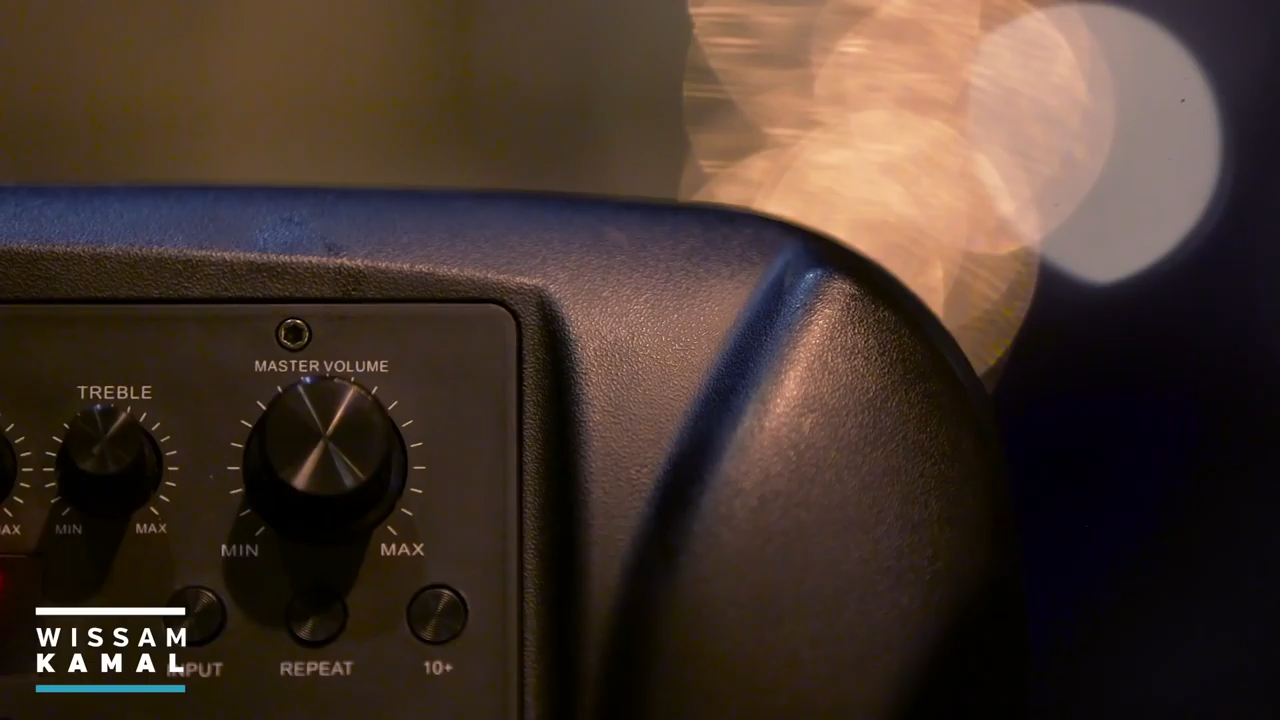 MASTER VOLUME
TREBLE
MIN
MAX
MIN
MAX
WISSAM
KAMAL
INPUT
REPEAT
10+